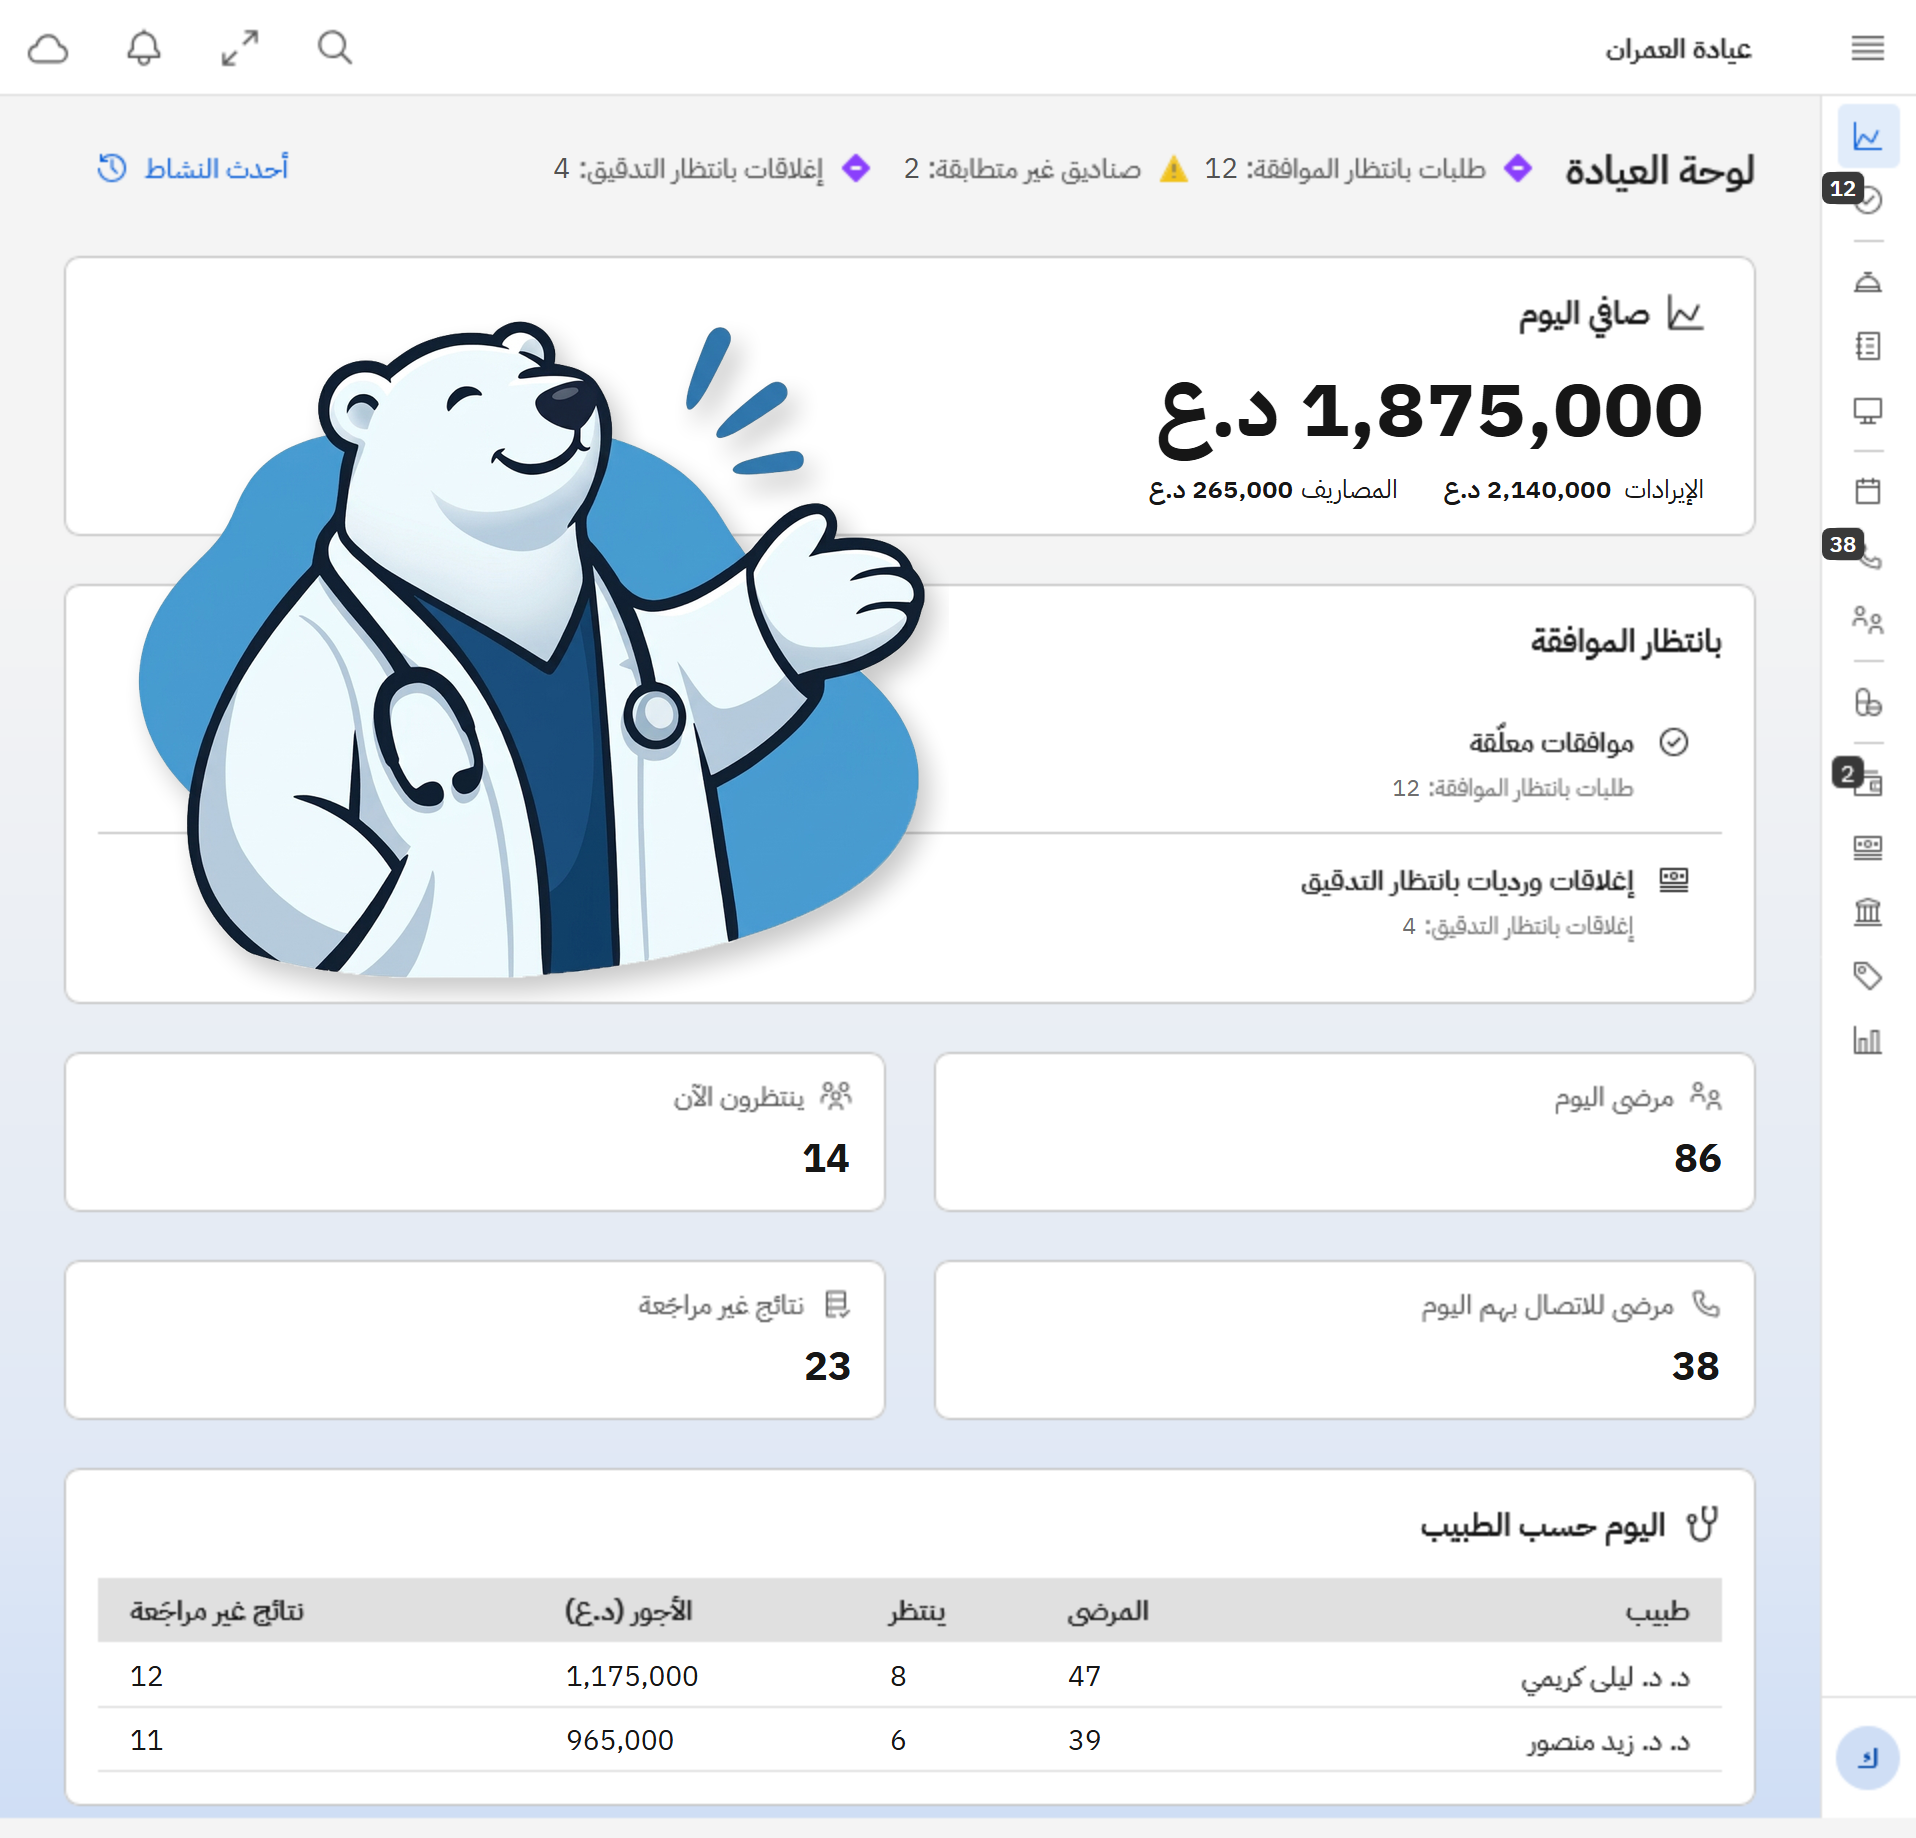 عيادة العمران
لوحة العيادة
طلبات بانتظار الموافقة: 12
صناديق غير متطابقة: 2
إغلاقات بانتظار التدقيق: 4
أحدث النشاط
12
38
2
صافي اليوم
1,875,000 د.ع
الإيرادات 2,140,000 د.ع
المصاريف 265,000 د.ع
بانتظار الموافقة
موافقات معلّقة
طلبات بانتظار الموافقة: 12
إغلاقات ورديات بانتظار التدقيق
إغلاقات بانتظار التدقيق: 4
مرضى اليوم
86
ينتظرون الآن
14
مرضى للاتصال بهم اليوم
38
نتائج غير مراجَعة
23
اليوم حسب الطبيب
طبيب المرضى ينتظر الأجور (د.ع) نتائج غير مراجَعة
د. د. ليلى كريمي 47 8 1,175,000 12
د. د. زيد منصور 39 6 965,000 11
ك